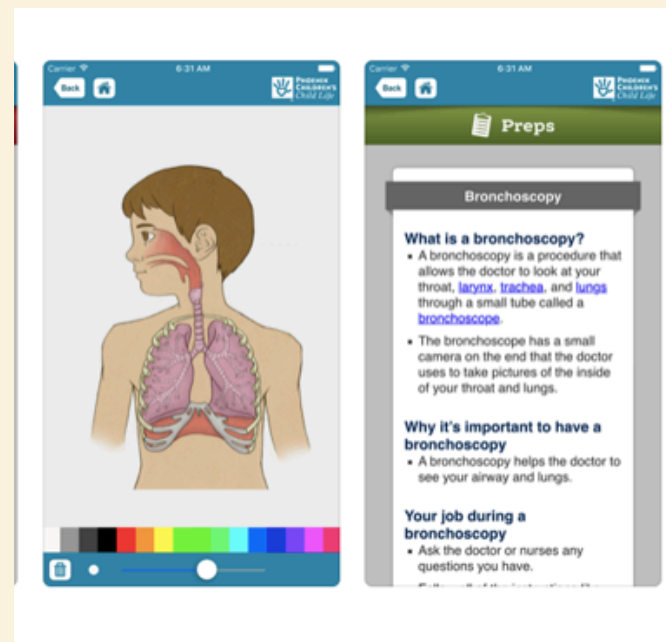 Carrier
6:31 AM
Back
PHOENIX
CHILDREN'S
Child Life
Carrier
6:31 AM
Back
PHOENIX
CHILDREN'S
Child Life
Preps
Bronchoscopy
What is a bronchoscopy?
▪ A bronchoscopy is a procedure that
allows the doctor to look at your
throat, larynx, trachea, and lungs
through a small tube called a
bronchoscope.
▪ The bronchoscope has a small
camera on the end that the doctor
uses to take pictures of the inside
of your throat and lungs.
Why it's important to have a
bronchoscopy
▪ A bronchoscopy helps the doctor to
see your airway and lungs.
Your job during a
bronchoscopy
▪ Ask the doctor or nurses any
questions you have.